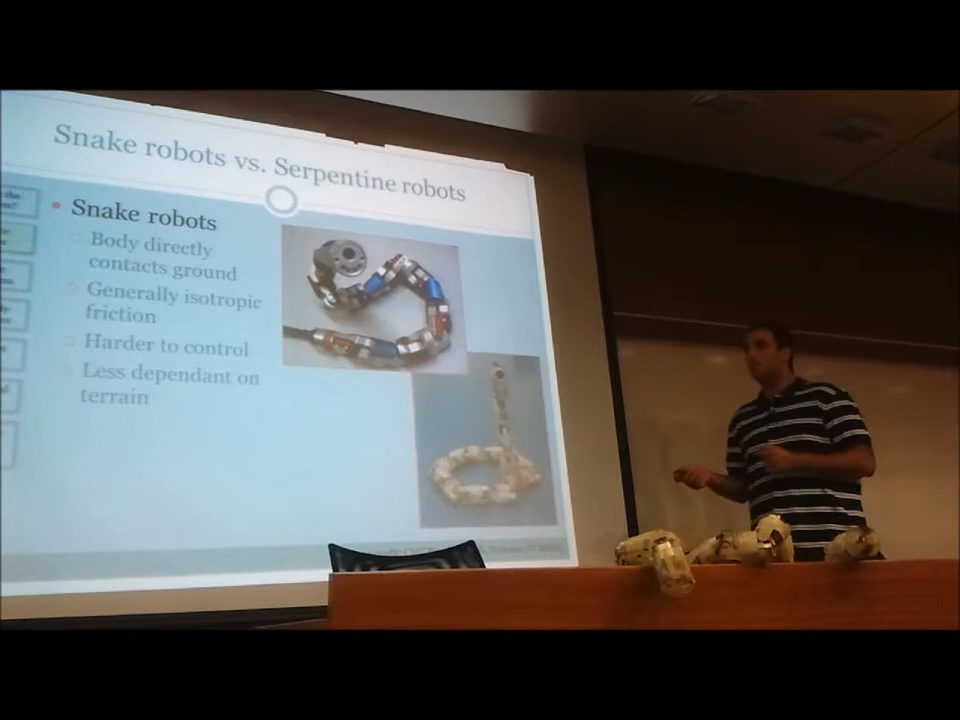 Snake robots vs. Serpentine robots
Snake robots
Body directly
contacts ground
Generally isotropic
friction
Harder to control
Less dependant on
terrain